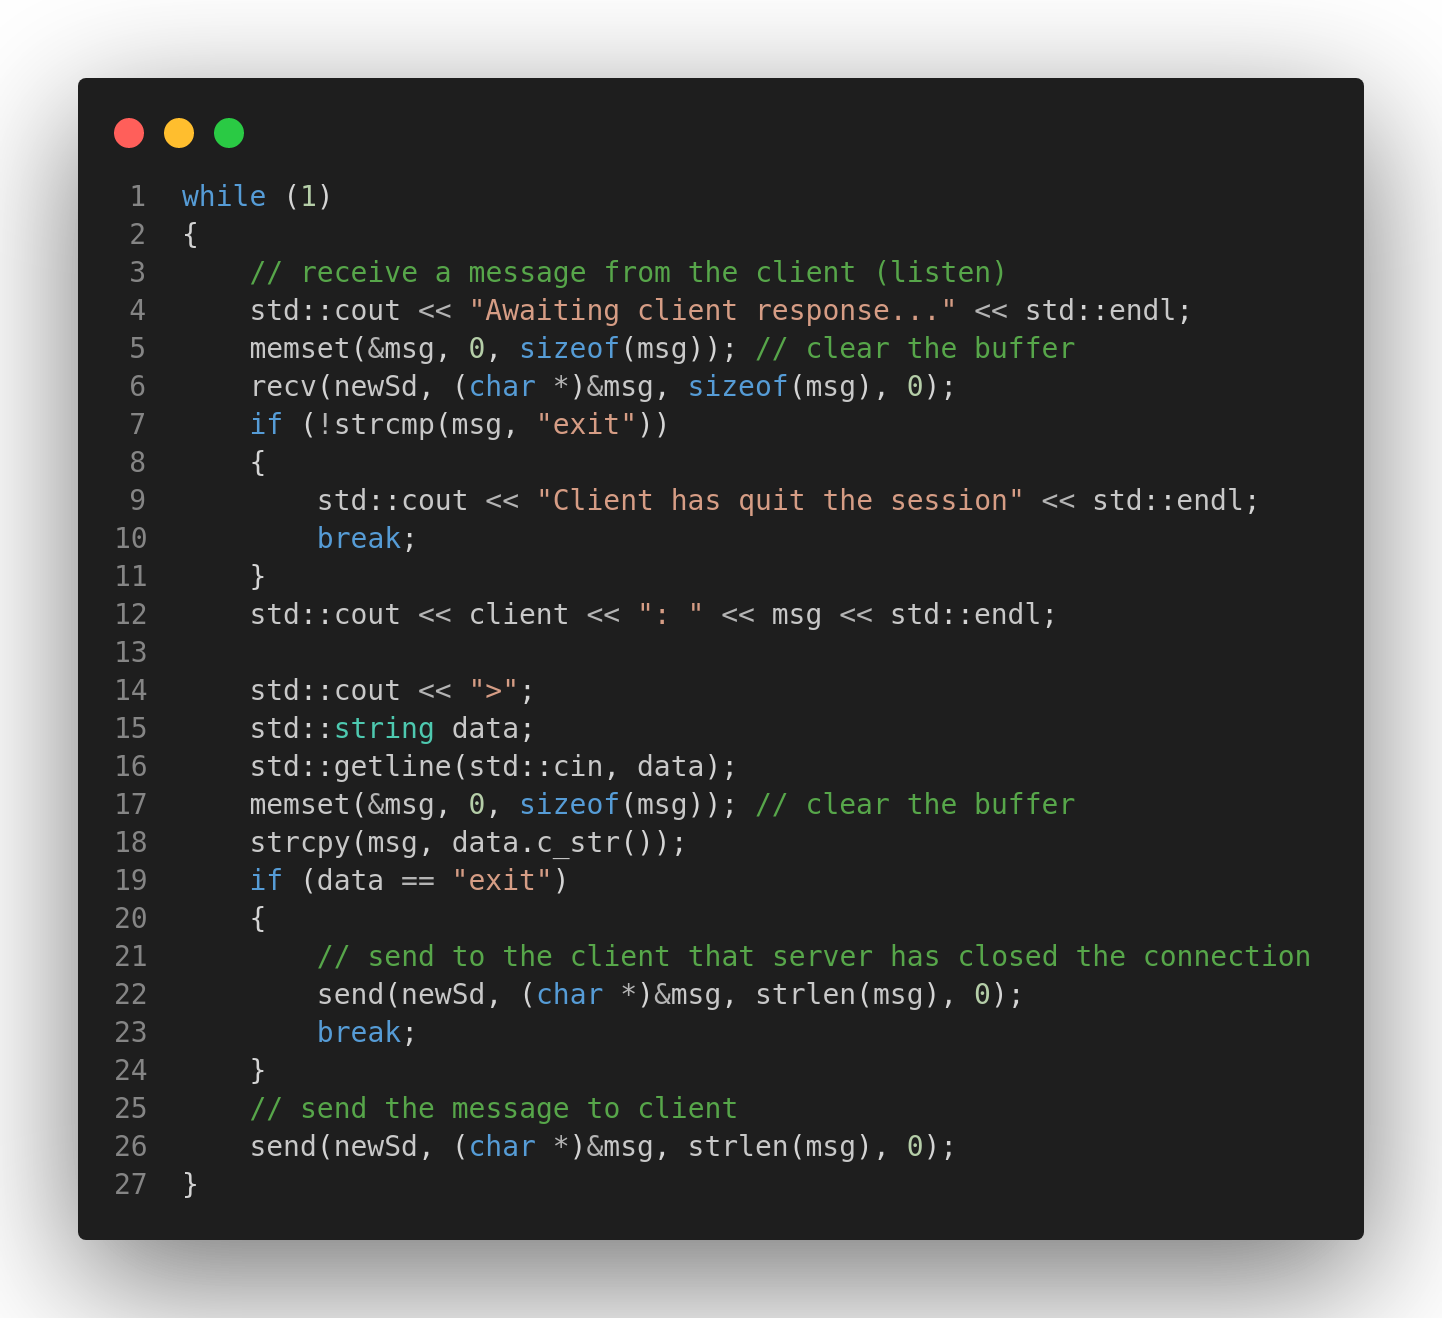 1 while (1)
2 {
3     // receive a message from the client (listen)
4     std::cout << "Awaiting client response..." << std::endl;
5     memset(&msg, 0, sizeof(msg)); // clear the buffer
6     recv(newSd, (char *)&msg, sizeof(msg), 0);
7     if (!strcmp(msg, "exit"))
8     {
9         std::cout << "Client has quit the session" << std::endl;
10         break;
11     }
12     std::cout << client << ": " << msg << std::endl;
13
14     std::cout << ">";
15     std::string data;
16     std::getline(std::cin, data);
17     memset(&msg, 0, sizeof(msg)); // clear the buffer
18     strcpy(msg, data.c_str());
19     if (data == "exit")
20     {
21         // send to the client that server has closed the connection
22         send(newSd, (char *)&msg, strlen(msg), 0);
23         break;
24     }
25     // send the message to client
26     send(newSd, (char *)&msg, strlen(msg), 0);
27 }